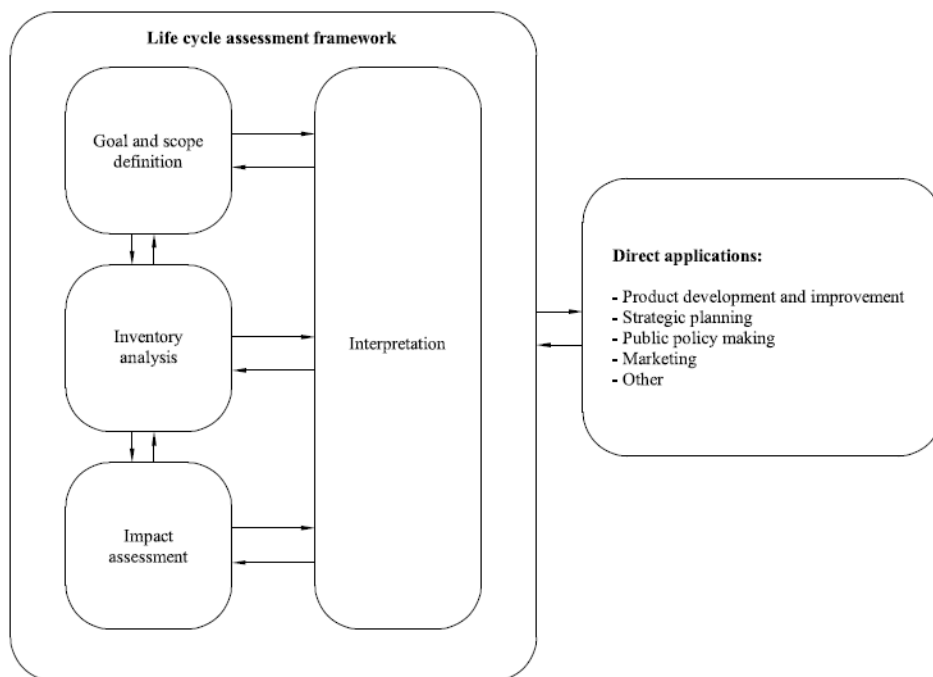 Life cycle assessment framework
Goal and scope
definition
Inventory
analysis
Interpretation
Impact
assessment
Direct applications:
- Product development and improvement
- Strategic planning
- Public policy making
- Marketing
- Other